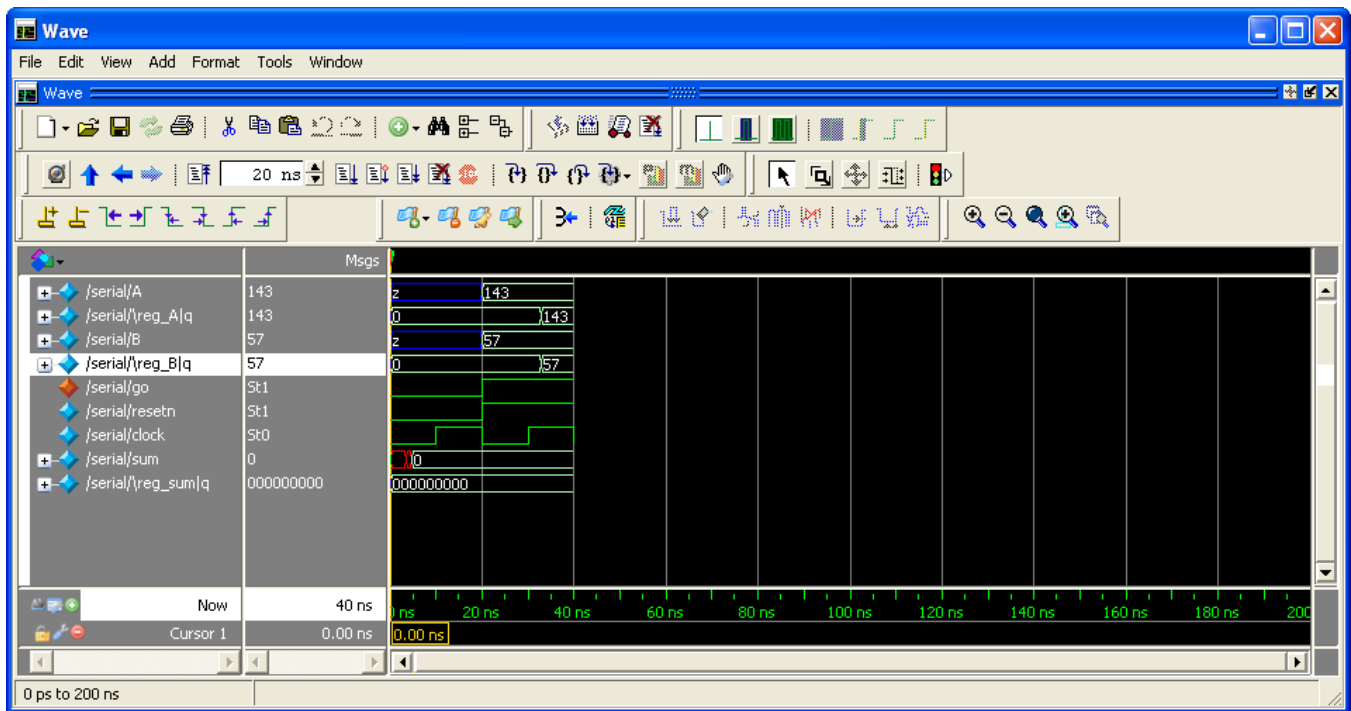 Wave
File Edit View Add Format Tools Window
Wave
20 ns
Msgs
/serial/A 143 z 143
/serial/\reg_A|q 143 0 143
/serial/B 57 z 57
/serial/\reg_B|q 57 0 57
/serial/go St1
/serial/resetn St1
/serial/clock St0
/serial/sum 0 0
/serial/\reg_sum|q 000000000 000000000
Now 40 ns ns 20 ns 40 ns 60 ns 80 ns 100 ns 120 ns 140 ns 160 ns 180 ns 200
Cursor 1 0.00 ns 0.00 ns
0 ps to 200 ns